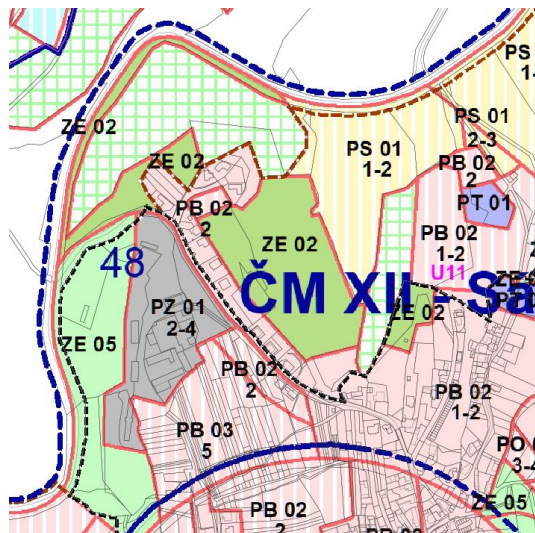 PS
PS 01
2-3
ZE 02
PS 01
1-2
ZE 02
PB 02
2
PB 02
2
PT 01
ZE 02
PB 02
1-2
U11
48
ČM XII - Sá
PZ 01
2-4
ZE 02
ZE 05
PB 02
2
PB 02
1-2
PB 03
5
PO
3-4
ZE 05
PB 02
2